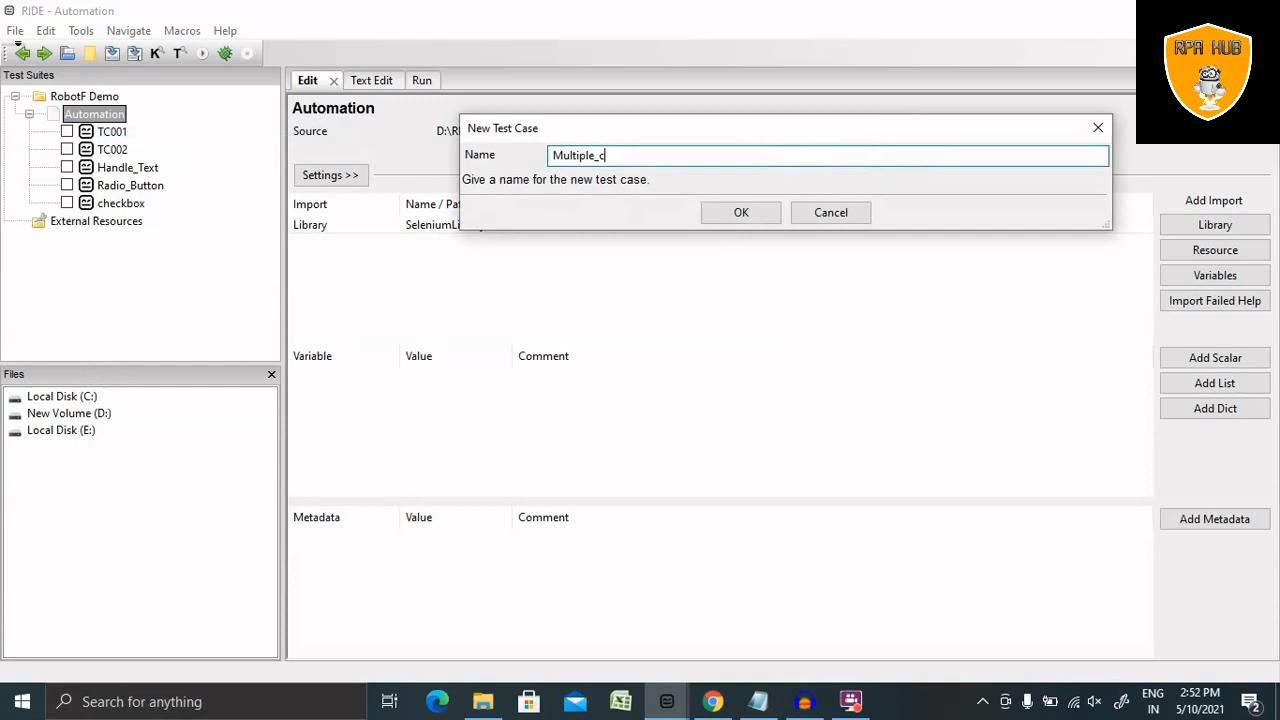 RIDE - Automation
File Edit Tools Navigate Macros Help
K T
Test Suites
RobotF Demo
Automation
TC001
TC002
Handle_Text
Radio_Button
checkbox
External Resources
Files
Local Disk (C:)
New Volume (D:)
Local Disk (E:)
Edit Text Edit Run
Automation
Source D:\R
Settings >>
Import Name / Pa
Library SeleniumLi
New Test Case
Name Multiple_c
Give a name for the new test case.
OK Cancel
Variable Value Comment
Metadata Value Comment
RPA HUB
Add Import
Library
Resource
Variables
Import Failed Help
Add Scalar
Add List
Add Dict
Add Metadata
Search for anything
ENG
IN
2:52 PM
5/10/2021
2